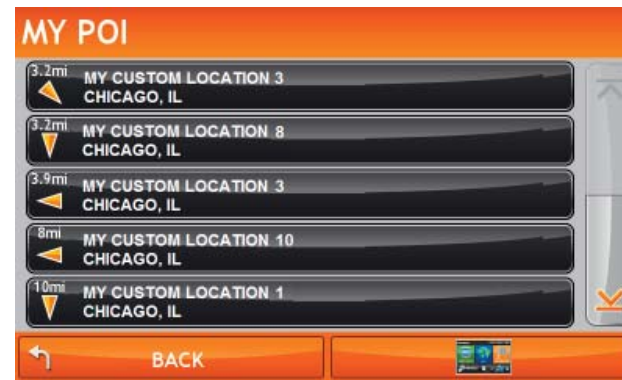 MY POI
3.2mi
MY CUSTOM LOCATION 3
CHICAGO, IL
3.2mi
MY CUSTOM LOCATION 8
CHICAGO, IL
3.9mi
MY CUSTOM LOCATION 3
CHICAGO, IL
8mi
MY CUSTOM LOCATION 10
CHICAGO, IL
10mi
MY CUSTOM LOCATION 1
CHICAGO, IL
BACK